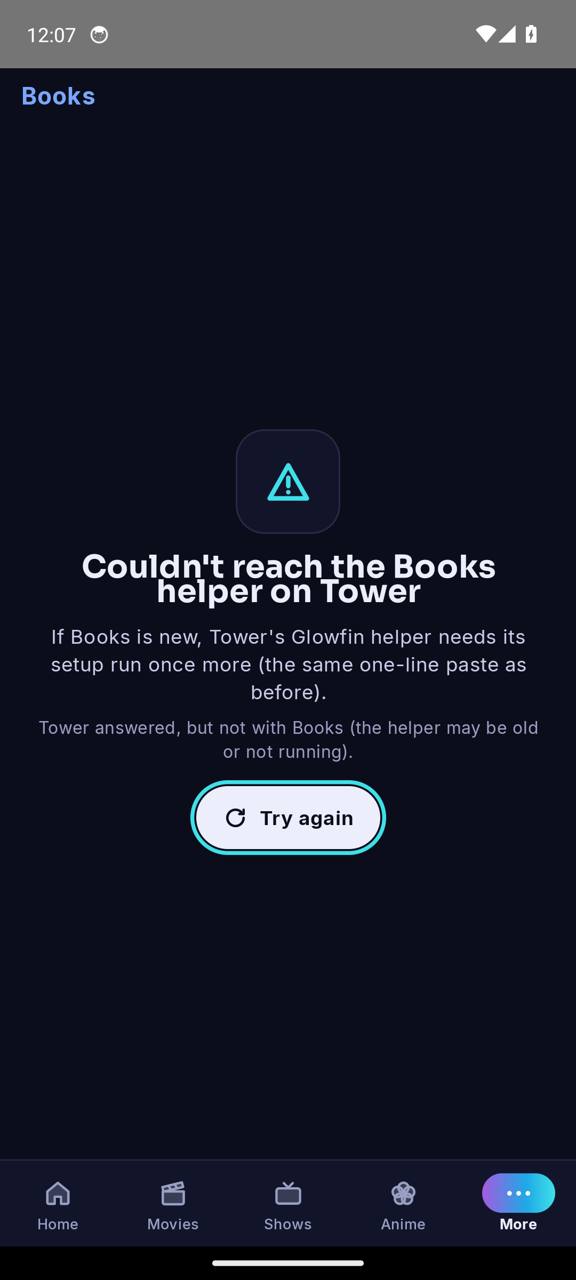 12:07
Books
Couldn't reach the Books
helper on Tower
If Books is new, Tower's Glowfin helper needs its
setup run once more (the same one-line paste as
before).
Tower answered, but not with Books (the helper may be old
or not running).
Try again
Home
Movies
Shows
Anime
More